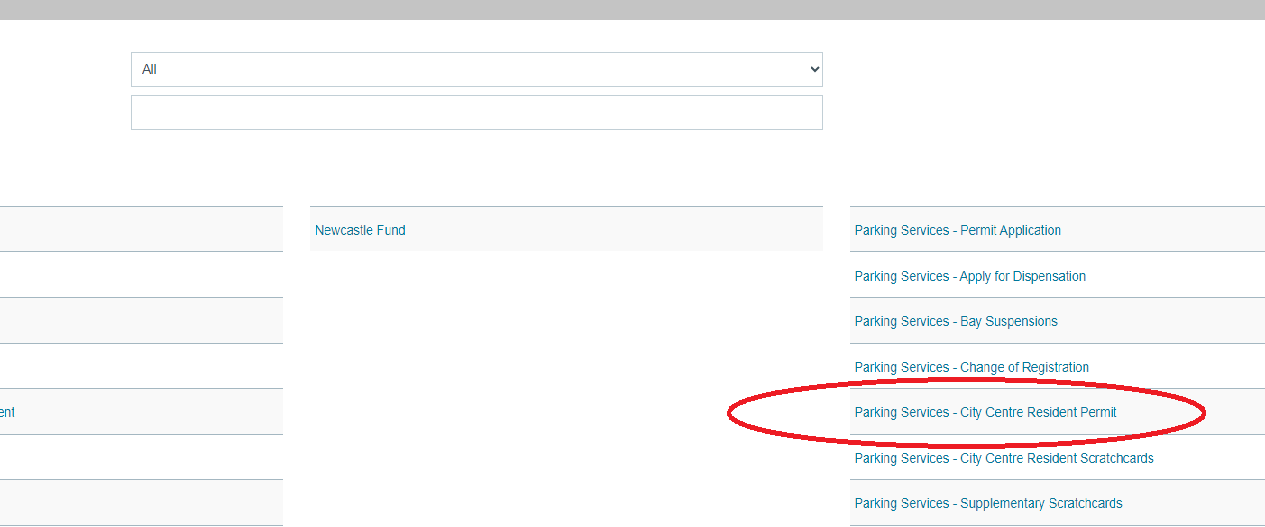 All
Newcastle Fund
Parking Services - Permit Application
Parking Services - Apply for Dispensation
Parking Services - Bay Suspensions
Parking Services - Change of Registration
ent
Parking Services - City Centre Resident Permit
Parking Services - City Centre Resident Scratchcards
Parking Services - Supplementary Scratchcards